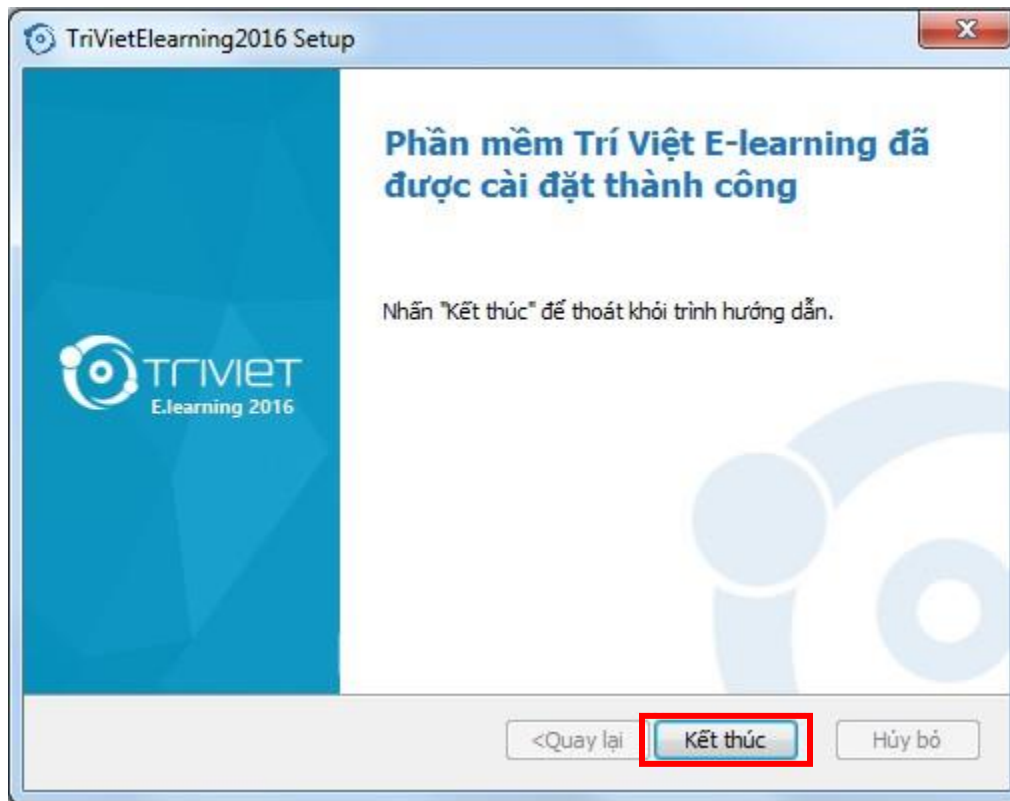 TriVietElearning2016 Setup
Phần mềm Trí Việt E-learning đã
được cài đặt thành công
Nhấn "Kết thúc" để thoát khỏi trình hướng dẫn.
TRIVIET
E.learning 2016
<Quay lại
Kết thúc
Hủy bỏ